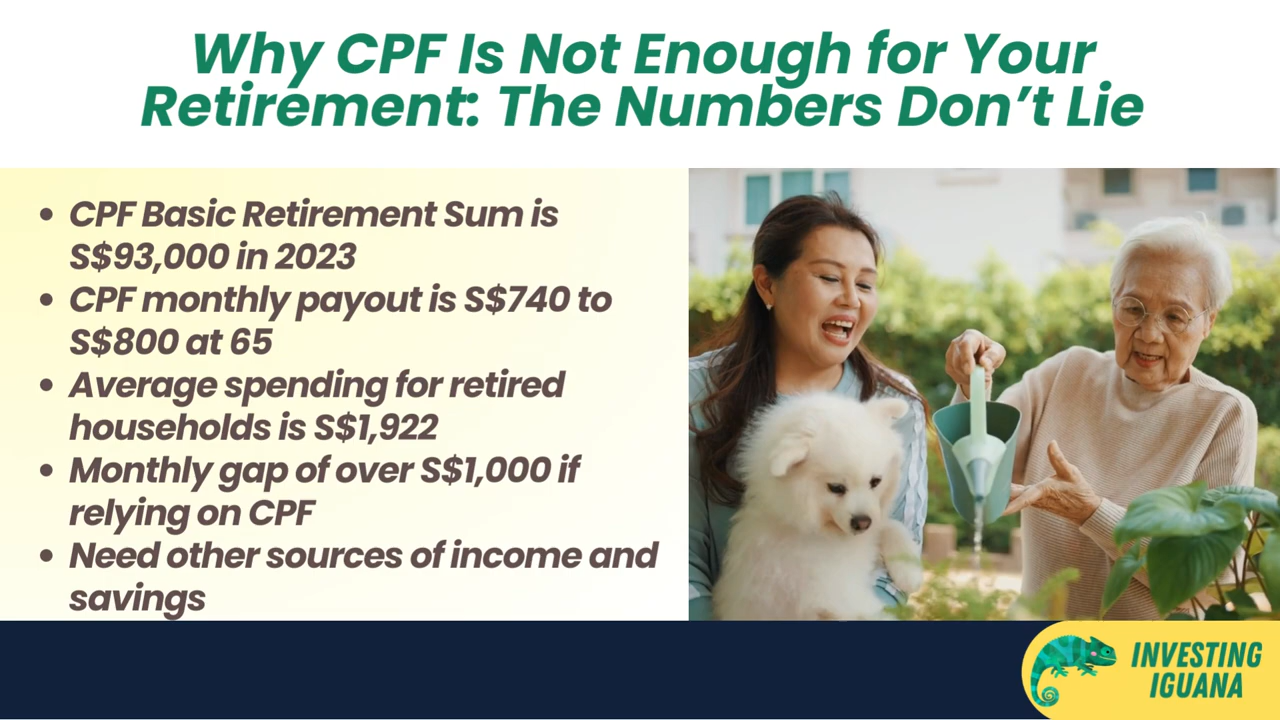 Why CPF Is Not Enough for Your
Retirement: The Numbers Don’t Lie
• CPF Basic Retirement Sum is
S$93,000 in 2023
• CPF monthly payout is S$740 to
S$800 at 65
• Average spending for retired
households is S$1,922
• Monthly gap of over S$1,000 if
relying on CPF
• Need other sources of income and
savings
INVESTING
IGUANA